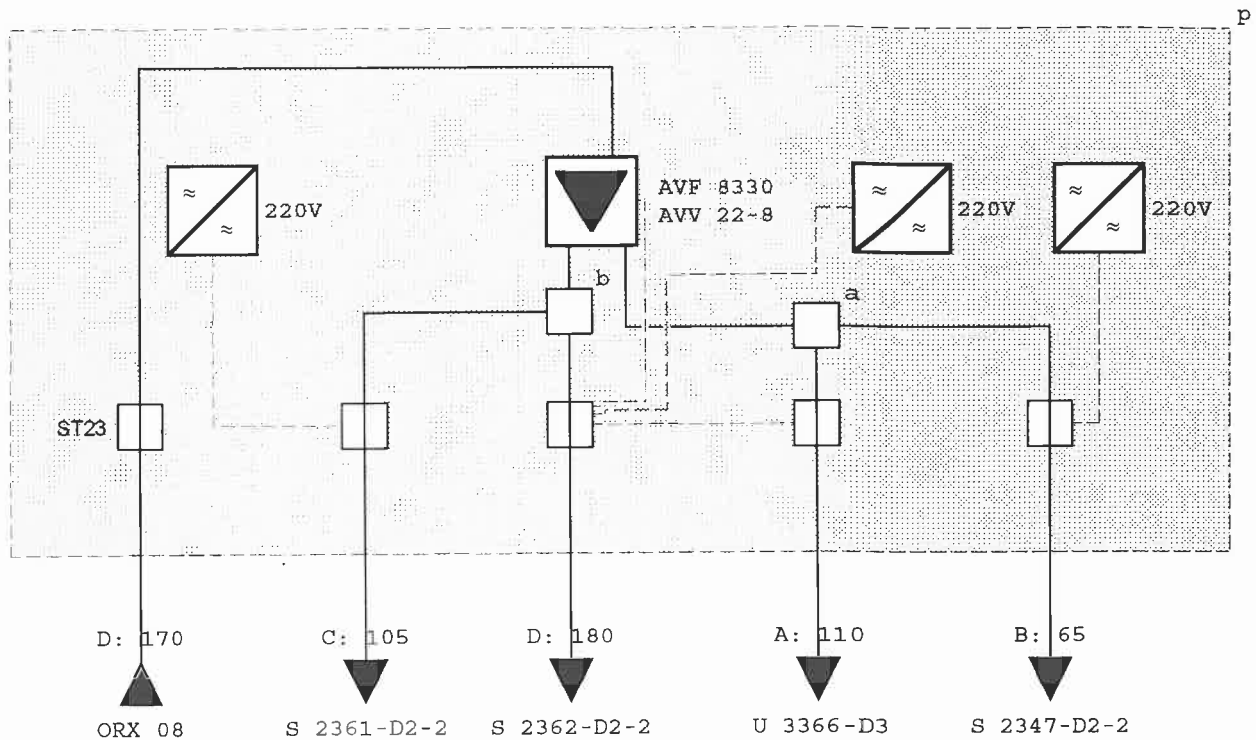 p
AVF 8330
AVV 22-8
220V
220V
220V
b
a
ST23
D: 170
C: 105
D: 180
A: 110
B: 65
ORX 08
S 2361-D2-2
S 2362-D2-2
U 3366-D3
S 2347-D2-2